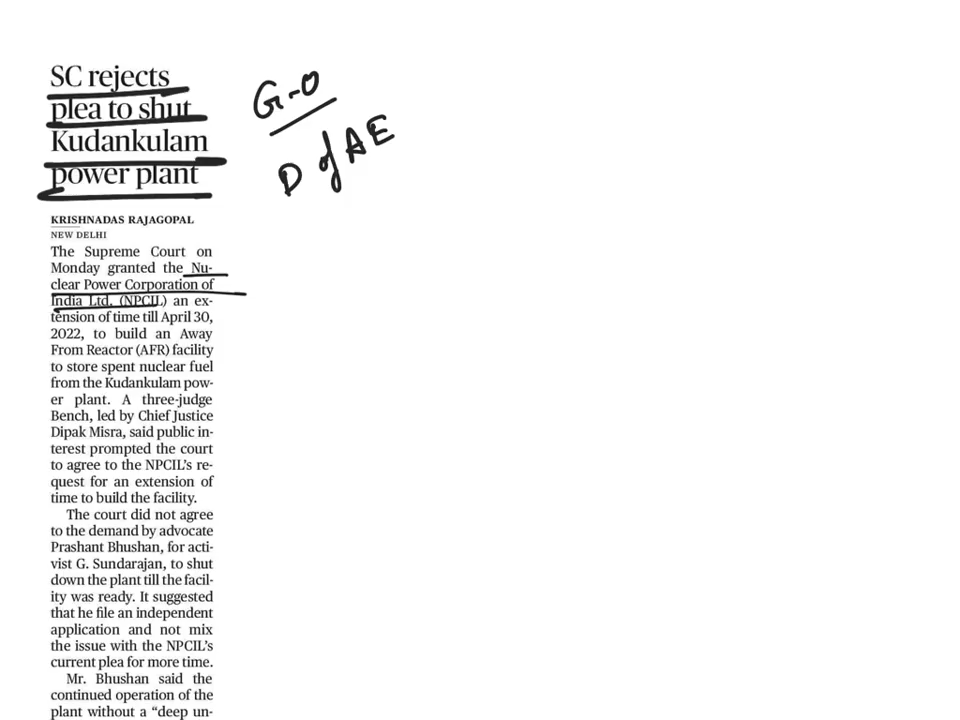 SC rejects
plea to shut
Kudankulam
power plant
KRISHNADAS RAJAGOPAL
NEW DELHI
The Supreme Court on
Monday granted the Nu-
clear Power Corporation of
India Ltd. (NPCIL) an ex-
tension of time till April 30,
2022, to build an Away
From Reactor (AFR) facility
to store spent nuclear fuel
from the Kudankulam pow-
er plant. A three-judge
Bench, led by Chief Justice
Dipak Misra, said public in-
terest prompted the court
to agree to the NPCIL's re-
quest for an extension of
time to build the facility.
The court did not agree
to the demand by advocate
Prashant Bhushan, for acti-
vist G. Sundarajan, to shut
down the plant till the facil-
ity was ready. It suggested
that he file an independent
application and not mix
the issue with the NPCIL's
current plea for more time.
Mr. Bhushan said the
continued operation of the
plant without a "deep un-
G-O
D of AE